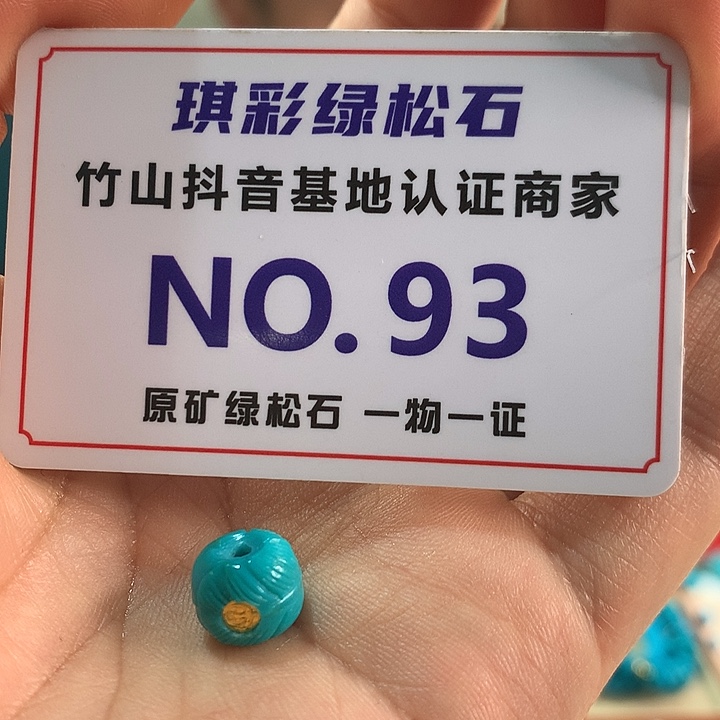 琪彩绿松石
竹山抖音基地认证商家
NO.93
原矿绿松石 一物一证